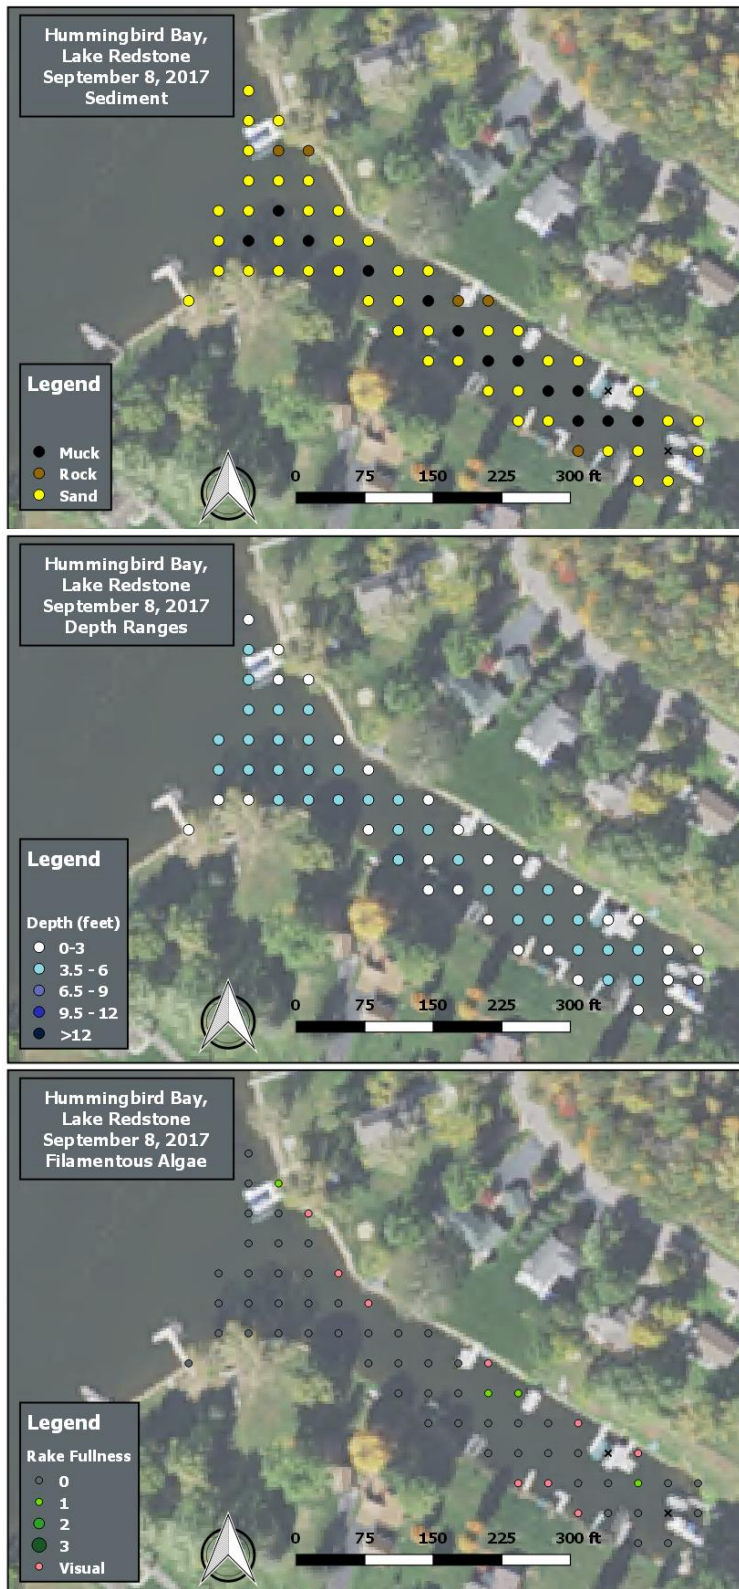 Hummingbird Bay,
Lake Redstone
September 8, 2017
Sediment
Legend
Muck
Rock
Sand
0 75 150 225 300 ft
Hummingbird Bay,
Lake Redstone
September 8, 2017
Depth Ranges
Legend
Depth (feet)
0-3
3.5 - 6
6.5 - 9
9.5 - 12
>12
0 75 150 225 300 ft
Hummingbird Bay,
Lake Redstone
September 8, 2017
Filamentous Algae
Legend
Rake Fullness
0
1
2
3
Visual
0 75 150 225 300 ft